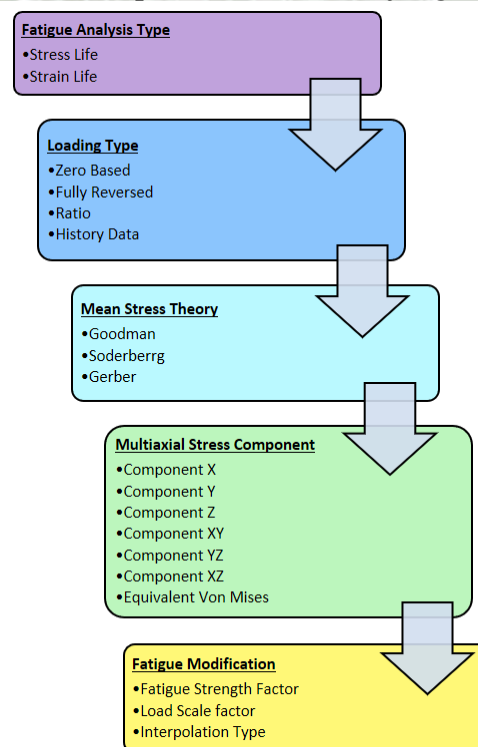 Fatigue Analysis Type
•Stress Life
•Strain Life
Loading Type
•Zero Based
•Fully Reversed
•Ratio
•History Data
Mean Stress Theory
•Goodman
•Soderberrg
•Gerber
Multiaxial Stress Component
•Component X
•Component Y
•Component Z
•Component XY
•Component YZ
•Component XZ
•Equivalent Von Mises
Fatigue Modification
•Fatigue Strength Factor
•Load Scale factor
•Interpolation Type